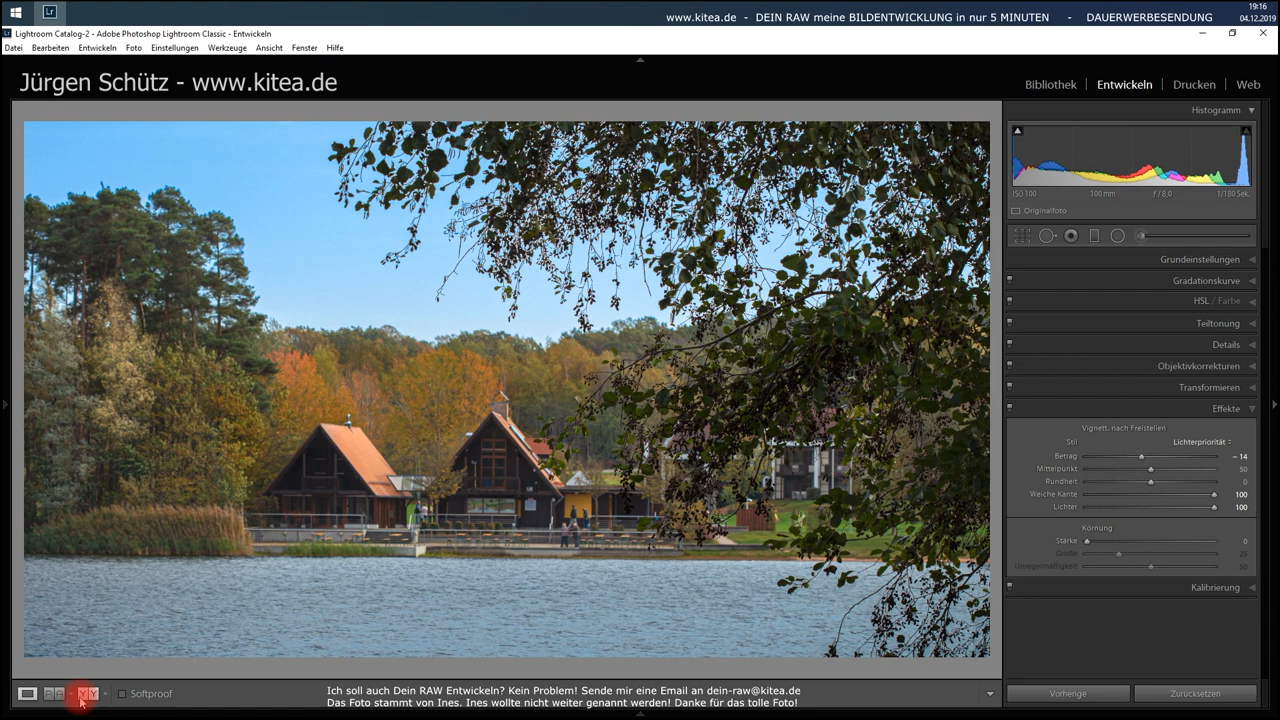 Lr
www.kitea.de - DEIN RAW meine BILDENTWICKLUNG in nur 5 MINUTEN - DAUERWERBESENDUNG
19:16
04.12.2019
Lr Lightroom Catalog-2 - Adobe Photoshop Lightroom Classic - Entwickeln
Datei Bearbeiten Entwickeln Foto Einstellungen Werkzeuge Ansicht Fenster Hilfe
Jürgen Schütz - www.kitea.de
Bibliothek | Entwickeln | Drucken | Web
Histogramm
ISO 100 100 mm ƒ / 8,0 1/180 Sek.
Originalfoto
Grundeinstellungen
Gradationskurve
HSL / Farbe
Teiltonung
Details
Objektivkorrekturen
Transformieren
Effekte
Vignett. nach Freistellen
Stil Lichterpriorität
Betrag – 14
Mittelpunkt 50
Rundheit 0
Weiche Kante 100
Lichter 100
Körnung
Stärke 0
Größe 25
Unregelmäßigkeit 50
Kalibrierung
Vorherige Zurücksetzen
R A Y Y Softproof
Ich soll auch Dein RAW Entwickeln? Kein Problem! Sende mir eine Email an dein-raw@kitea.de
Das Foto stammt von Ines. Ines wollte nicht weiter genannt werden! Danke für das tolle Foto!